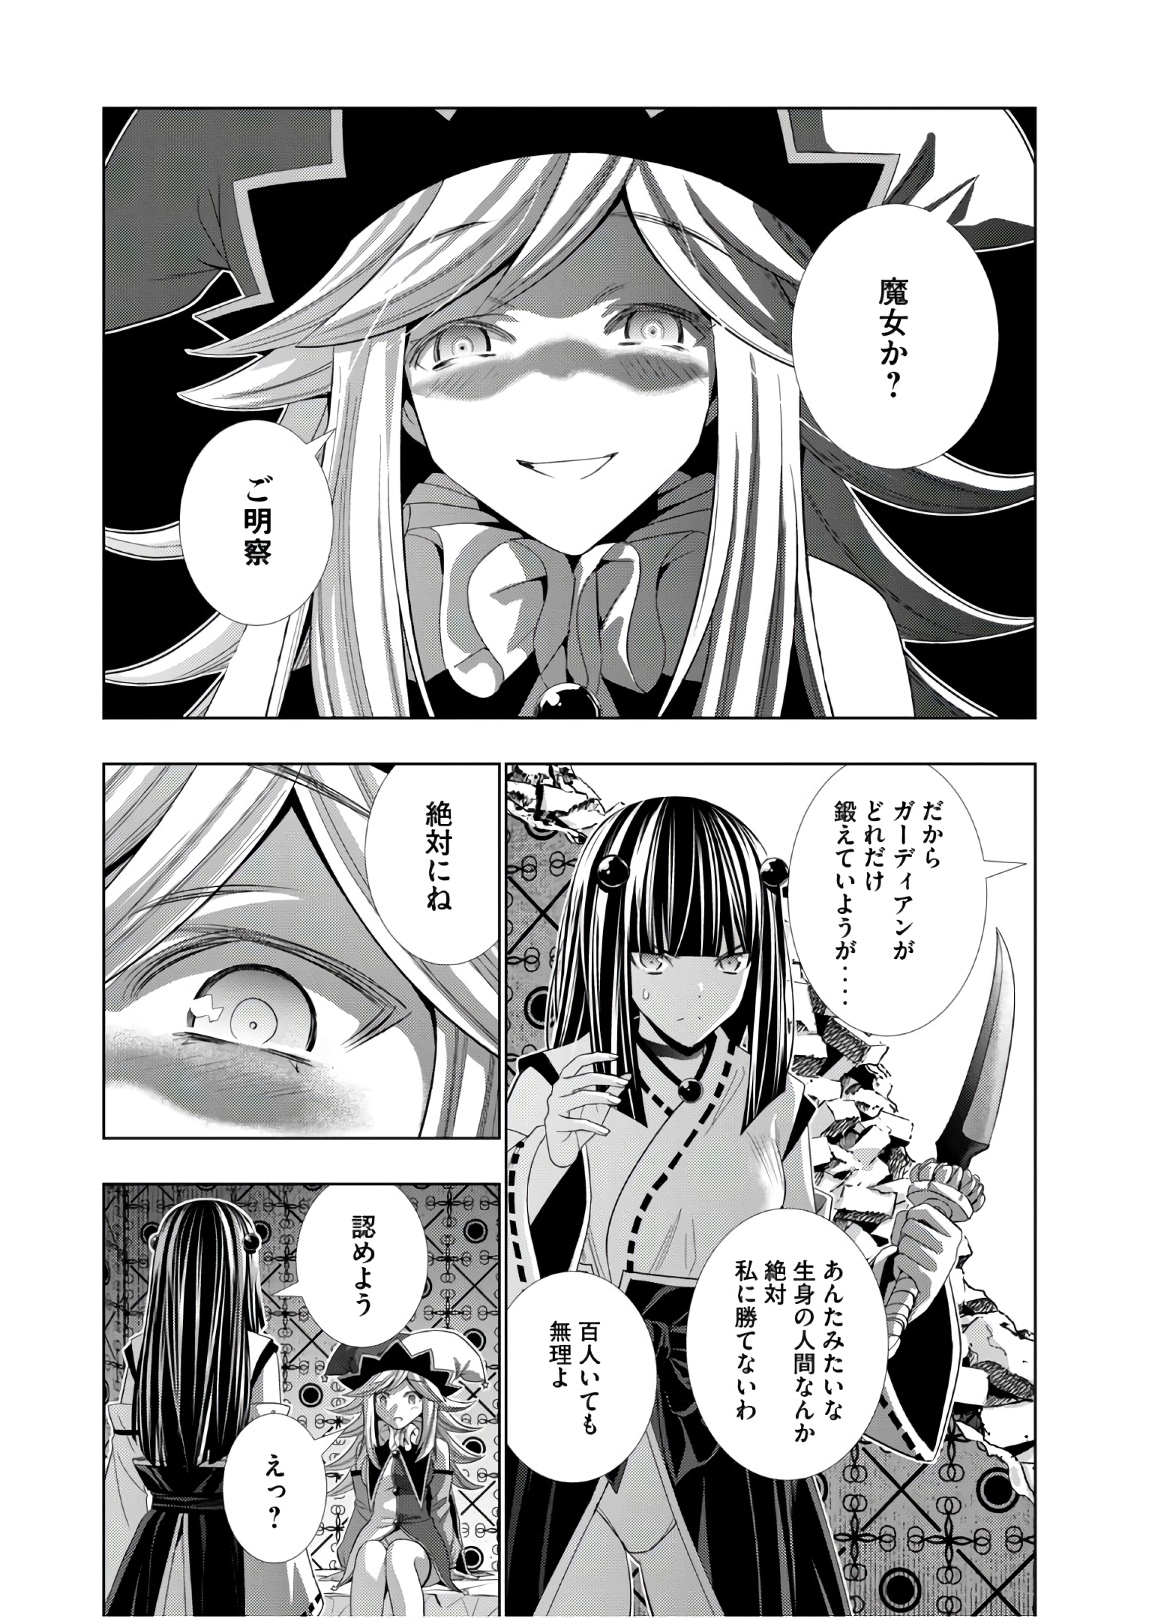 魔女か？
ご明察
だから
ガーディアンが
どれだけ
鍛えていようが‥‥
あんたみたいな
生身の人間なんか
絶対
私に勝てないわ
百人いても
無理よ
絶対にね
認めよう
えっ？